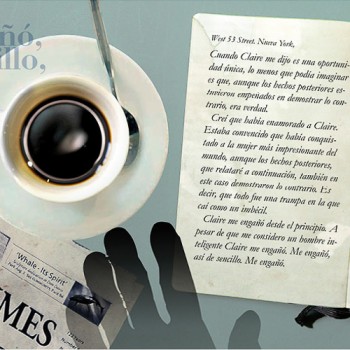 ñó,
illo,
West 53 Street. Nueva York,
Cuando Claire me dijo es una oportuni-
dad única, lo menos que podía imaginar
es que, aunque los hechos posteriores es-
tuvieron empeñados en demostrar lo con-
trario, era verdad.
Creí que había enamorado a Claire.
Estaba convencido que había conquis-
tado a la mujer más impresionante del
mundo, aunque los hechos posteriores,
que relataré a continuación, también en
este caso demostraron lo contrario. Es
decir, que todo fue una trampa en la que
caí como un imbécil.
Claire me engañó desde el principio. A
pesar de que me considero un hombre in-
teligente Claire me engañó. Me engañó,
así de sencillo. Me engañó.
'Whale - Its Spirit'
MES